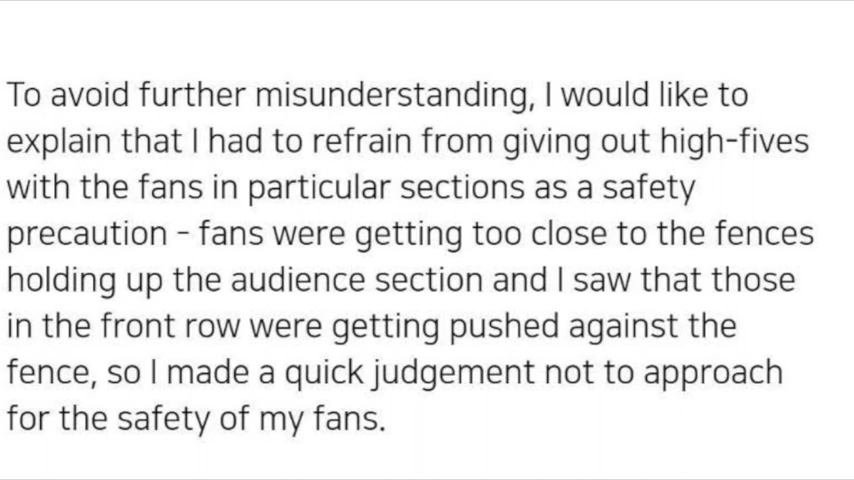 To avoid further misunderstanding, I would like to
explain that I had to refrain from giving out high-fives
with the fans in particular sections as a safety
precaution - fans were getting too close to the fences
holding up the audience section and I saw that those
in the front row were getting pushed against the
fence, so I made a quick judgement not to approach
for the safety of my fans.